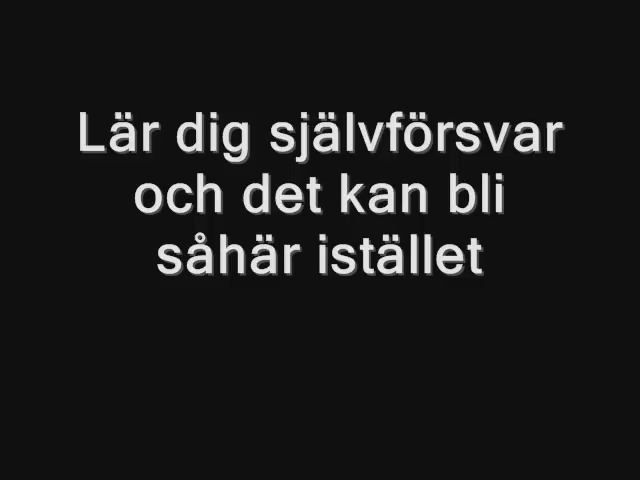 Lär dig självförsvar
och det kan bli
såhär istället